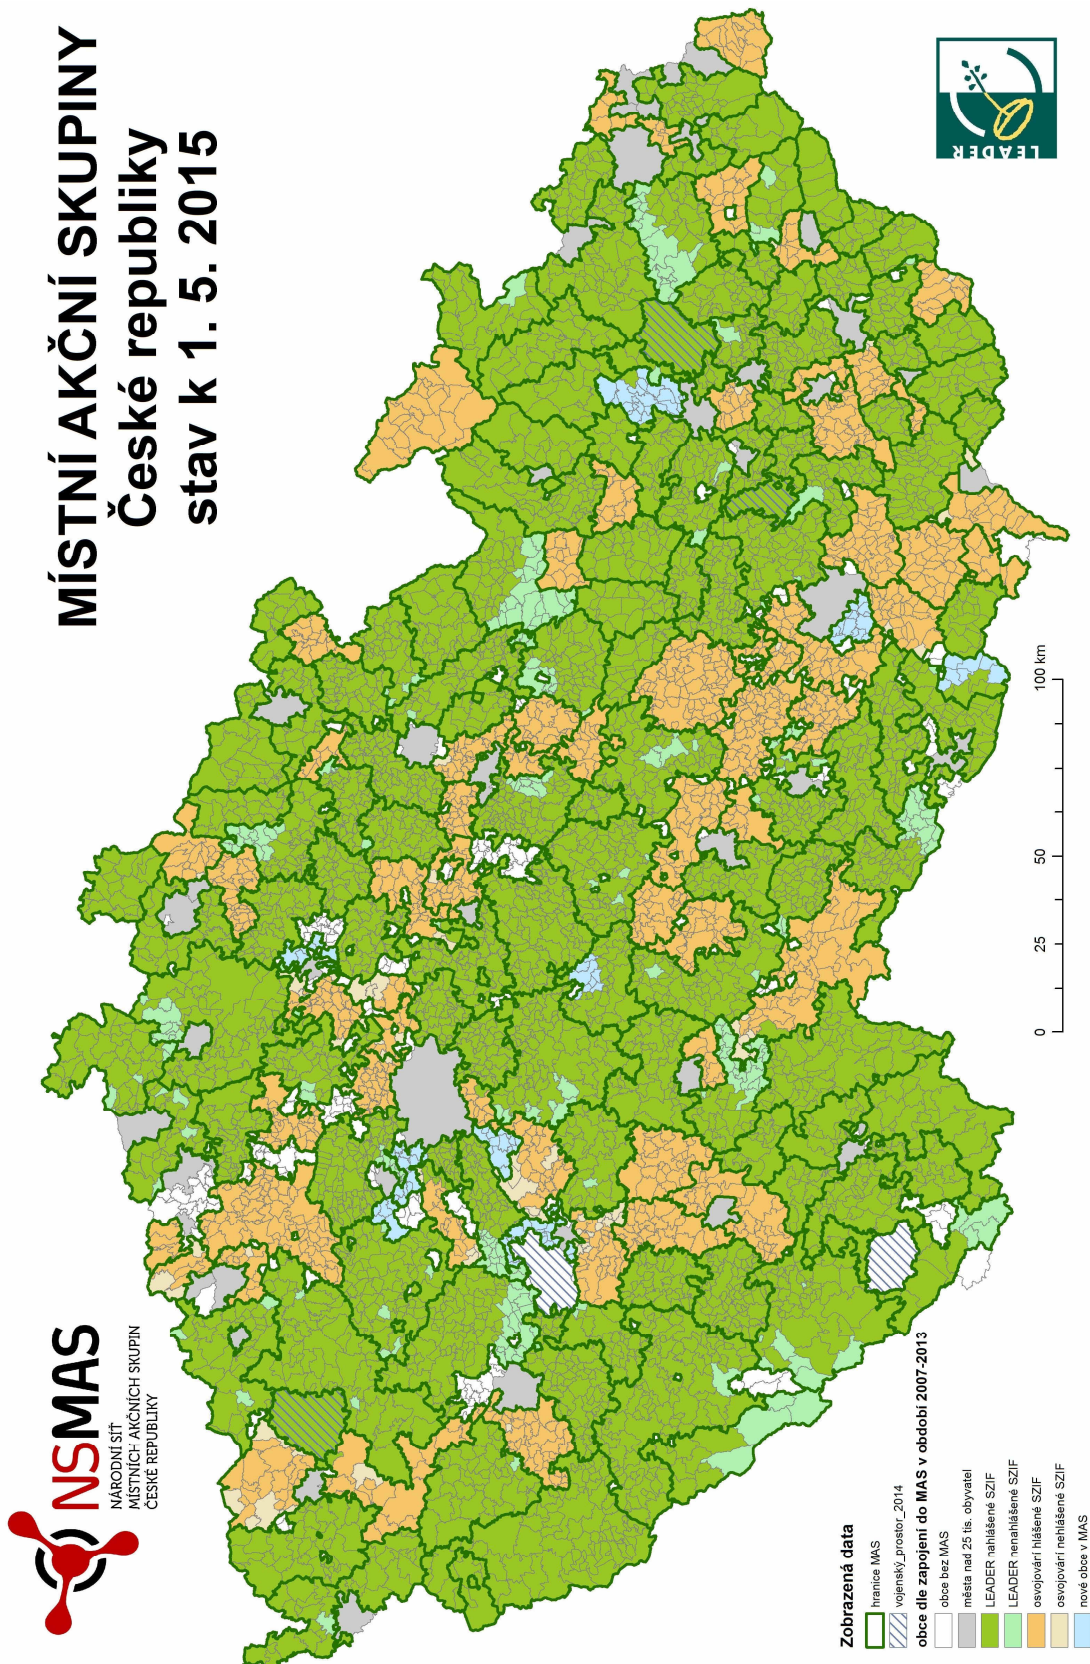 MÍSTNÍ AKČNÍ SKUPINY
České republiky
stav k 1. 5. 2015
LEADER
NSMAS
NÁRODNÍ SÍŤ
MÍSTNÍCH AKČNÍCH SKUPIN
ČESKÉ REPUBLIKY
0 25 50 100 km
Zobrazená data
hranice MAS
vojenský_prostor_2014
obce dle zapojení do MAS v období 2007-2013
obce bez MAS
města nad 25 tis. obyvatel
LEADER nahlášené SZIF
LEADER nenahlášené SZIF
osvojování hlášené SZIF
osvojování nehlášené SZIF
nové obce v MAS